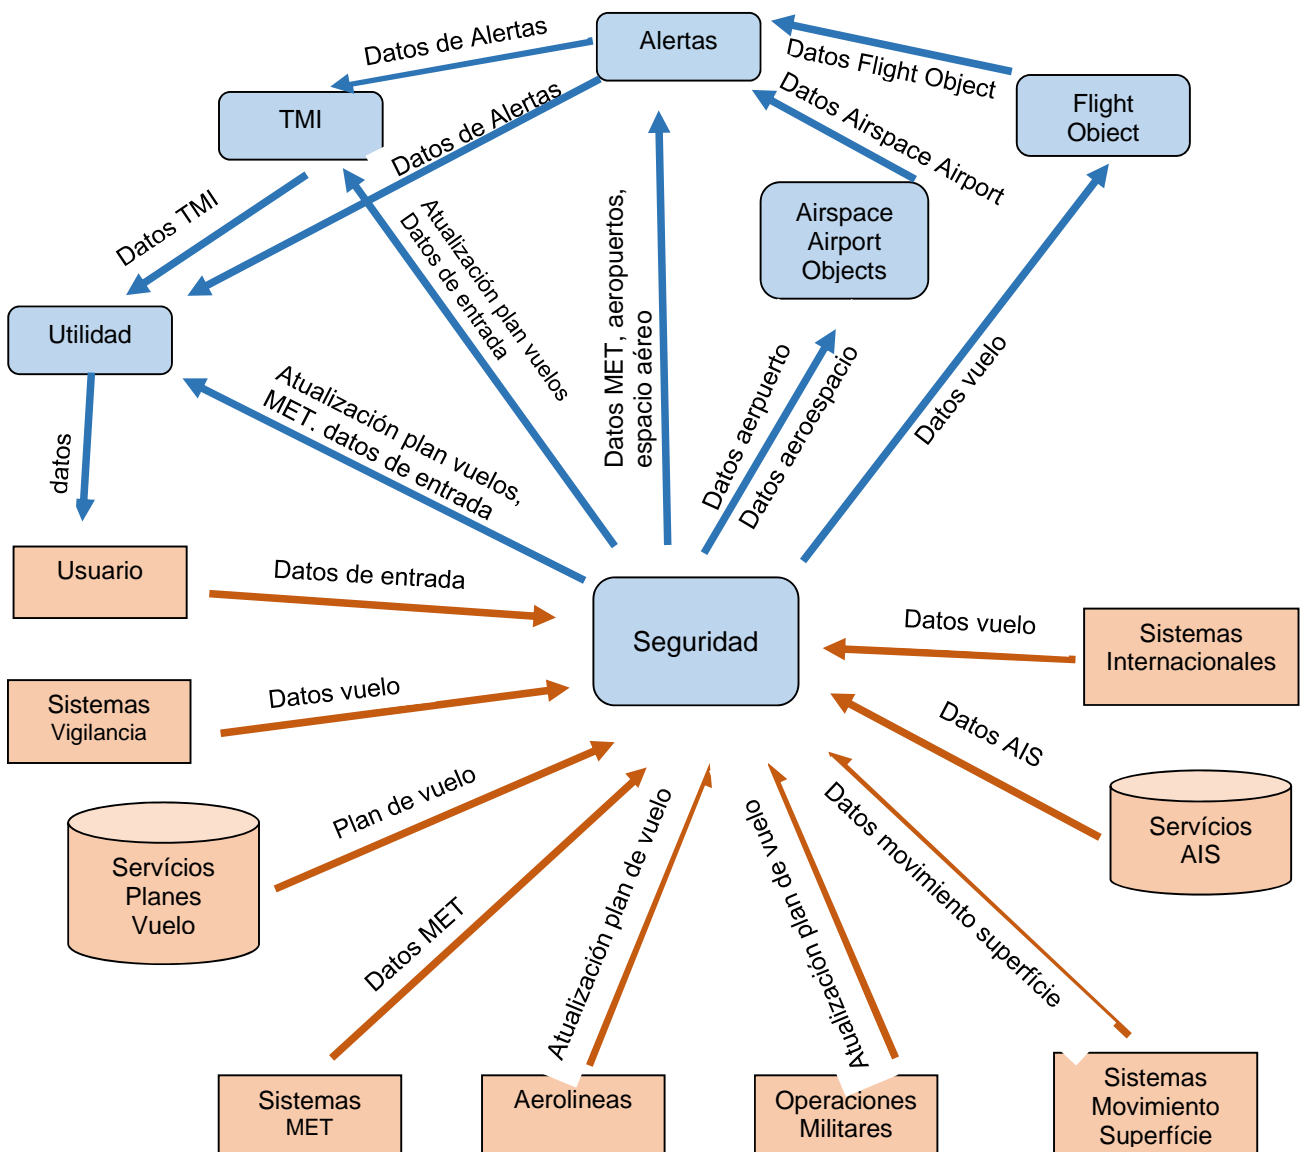 Alertas
Datos de Alertas
Datos Flight Object
Flight
Object
TMI
Datos de Alertas
Datos Airspace Airport
Airspace
Airport
Objects
Datos TMI
Atualización plan vuelos
Datos de entrada
Datos MET, aeropuertos,
espacio aéreo
Utilidad
Datos aerpuerto
Datos aeroespacio
Datos vuelo
Atualización plan vuelos,
MET. datos de entrada
datos
Usuario
Datos de entrada
Seguridad
Datos vuelo
Sistemas
Internacionales
Sistemas
Vigilancia
Datos vuelo
Datos AIS
Servícios
AIS
Plan de vuelo
Servícios
Planes
Vuelo
Datos MET
Atualización plan de vuelo
Atualización plan de vuelo
Datos movimiento superfície
Sistemas
MET
Aerolineas
Operaciones
Militares
Sistemas
Movimiento
Superfície